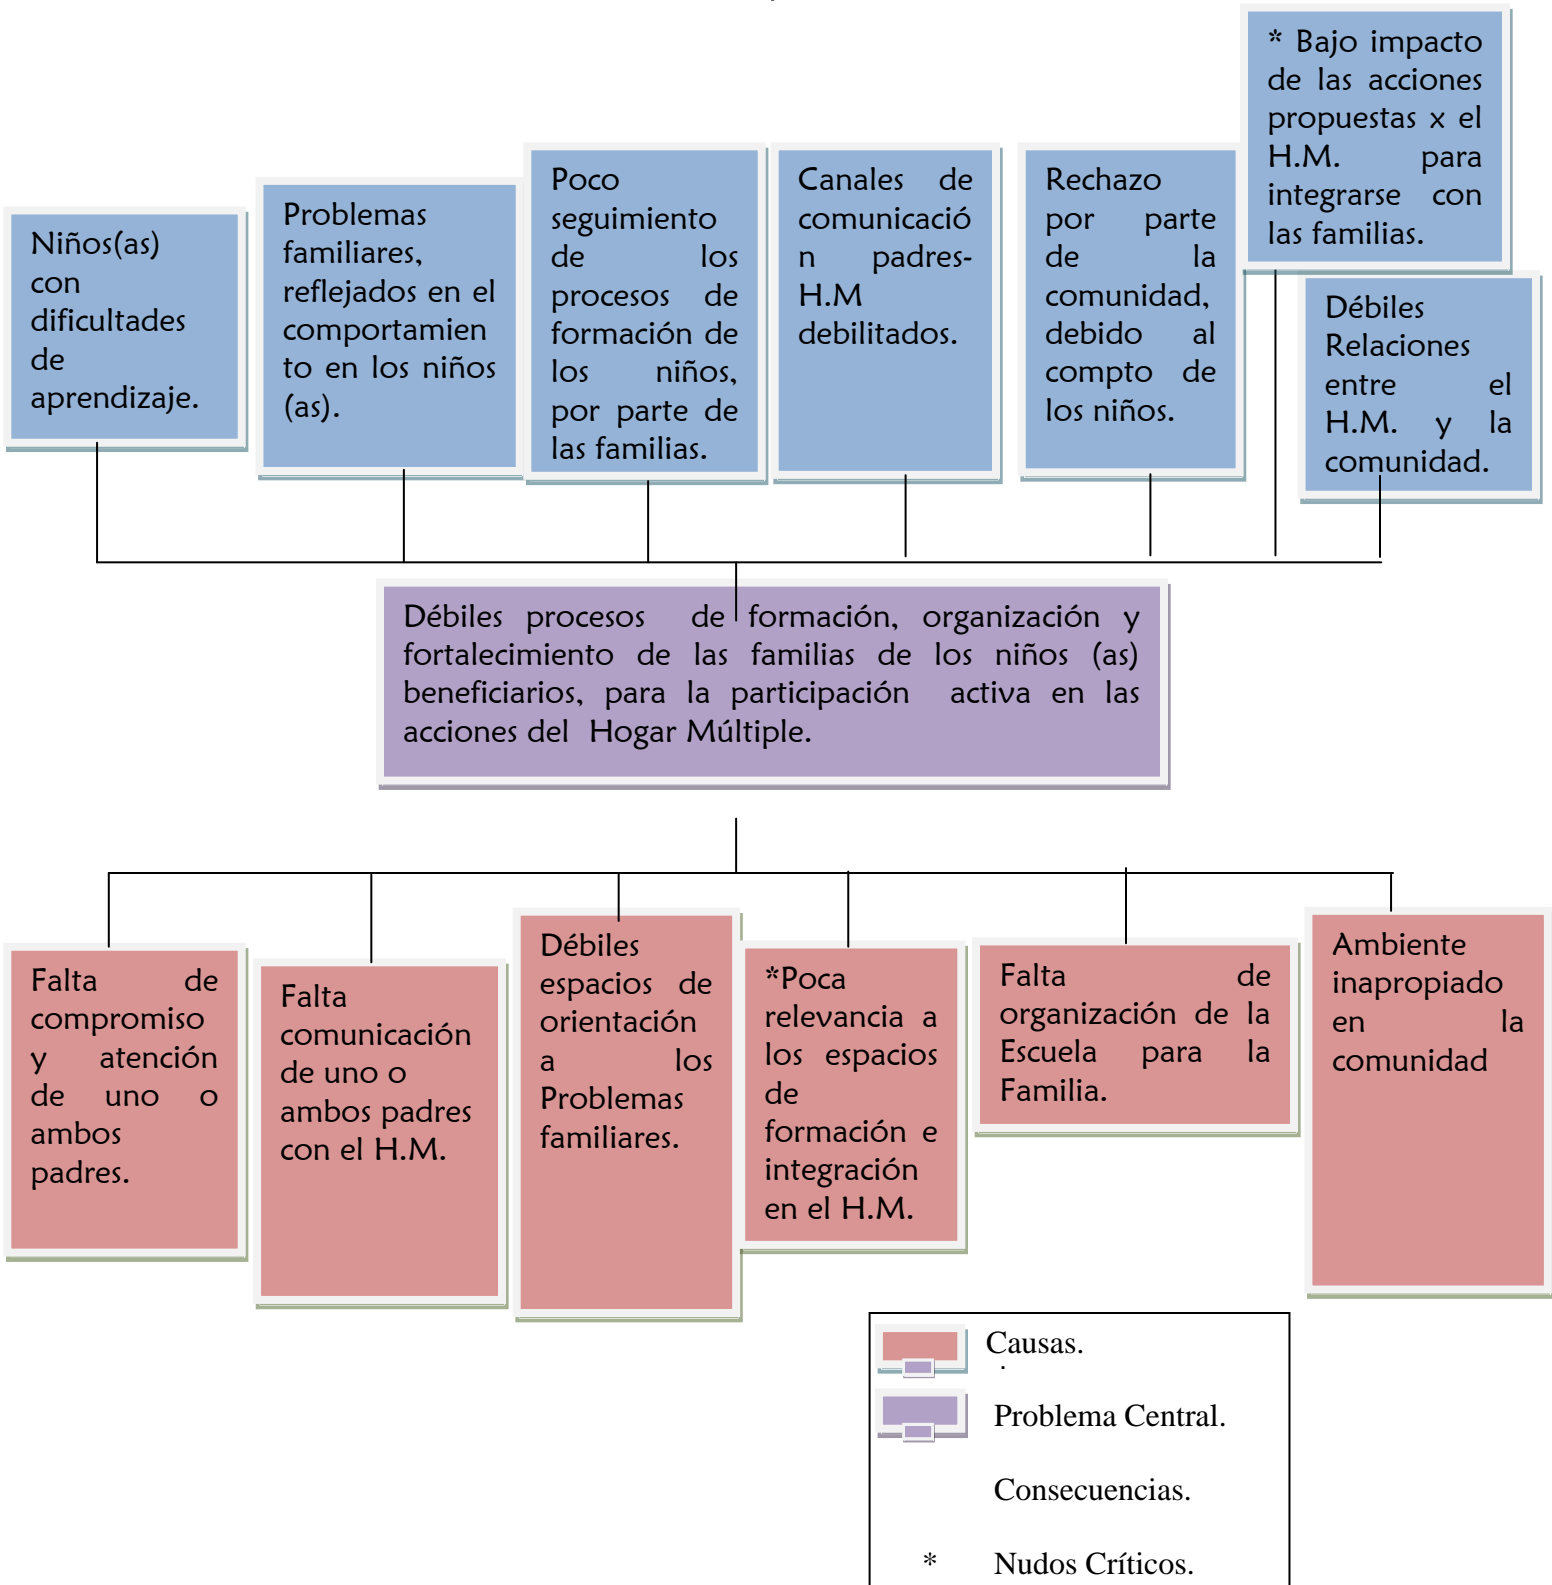 Niños(as)
con
dificultades
de
aprendizaje.
Problemas
familiares,
reflejados en el
comportamien
to en los niños
(as).
Poco
seguimiento
de los
procesos de
formación de
los niños,
por parte de
las familias.
Canales de
comunicació
n padres-
H.M
debilitados.
Rechazo
por parte
de la
comunidad,
debido al
compto de
los niños.
* Bajo impacto
de las acciones
propuestas x el
H.M. para
integrarse con
las familias.
Débiles
Relaciones
entre el
H.M. y la
comunidad.
Débiles procesos de formación, organización y
fortalecimiento de las familias de los niños (as)
beneficiarios, para la participación activa en las
acciones del Hogar Múltiple.
Falta de
compromiso
y atención
de uno o
ambos
padres.
Falta
comunicación
de uno o
ambos padres
con el H.M.
Débiles
espacios de
orientación
a los
Problemas
familiares.
*Poca
relevancia a
los espacios
de
formación e
integración
en el H.M.
Falta de
organización de la
Escuela para la
Familia.
Ambiente
inapropiado
en la
comunidad
Causas.
Problema Central.
Consecuencias.
* Nudos Críticos.